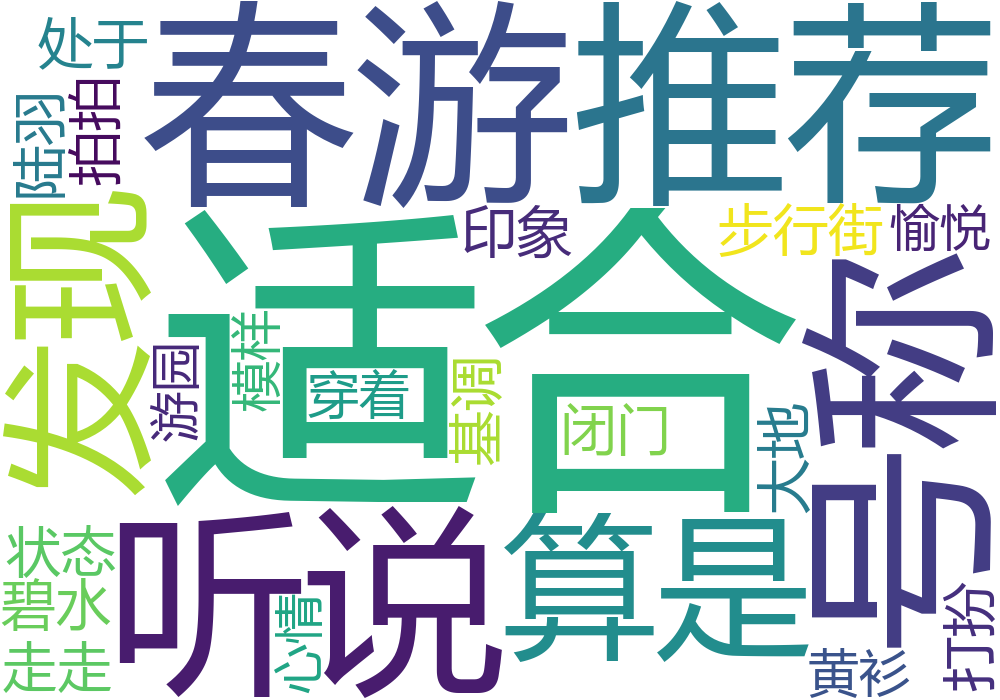 处于
春游推荐
陆羽
拍拍
发现
适合
印象
步行街
愉悦
号称
游园
模样
穿着
基调
闭门
大地
状态
碧水
走走
听说
心情
算是
黄衫
打扮